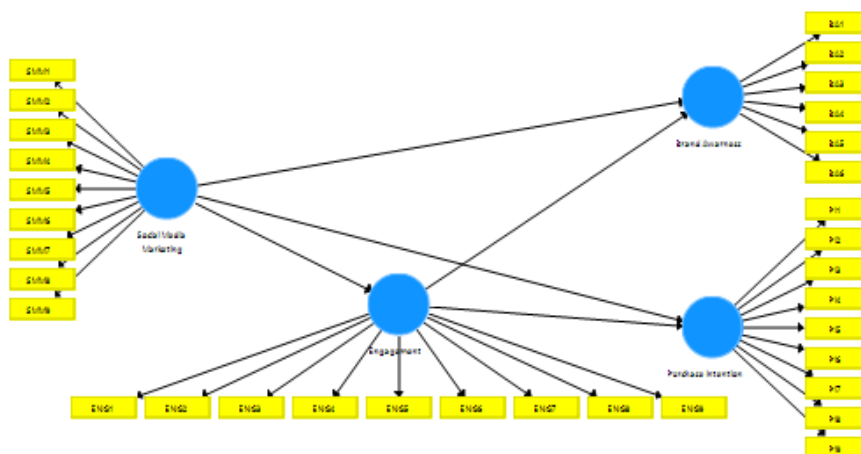 SMM1
SMM2
SMM3
SMM4
SMM5
SMM6
SMM7
SMM8
SMM9
Social Media
Marketing
Engagement
ENG1
ENG2
ENG3
ENG4
ENG5
ENG6
ENG7
ENG8
ENG9
BA1
BA2
BA3
BA4
BA5
BA6
Brand Awarness
PI1
PI2
PI3
PI4
PI5
PI6
PI7
PI8
PI9
Purchase Intention